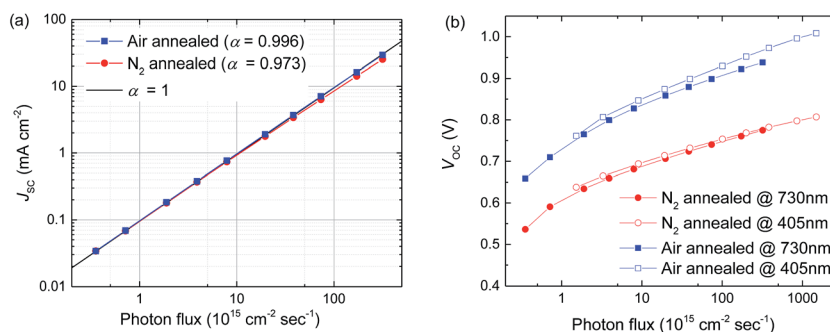 (a)
100
10
1
0.1
0.01
J_SC (mA cm⁻²)
Air annealed (α = 0.996)
N₂ annealed (α = 0.973)
α = 1
1
10
100
Photon flux (10¹⁵ cm⁻² sec⁻¹)
(b)
1.0
0.9
0.8
0.7
0.6
0.5
0.4
V_OC (V)
N₂ annealed @ 730nm
N₂ annealed @ 405nm
Air annealed @ 730nm
Air annealed @ 405nm
1
10
100
1000
Photon flux (10¹⁵ cm⁻² sec⁻¹)